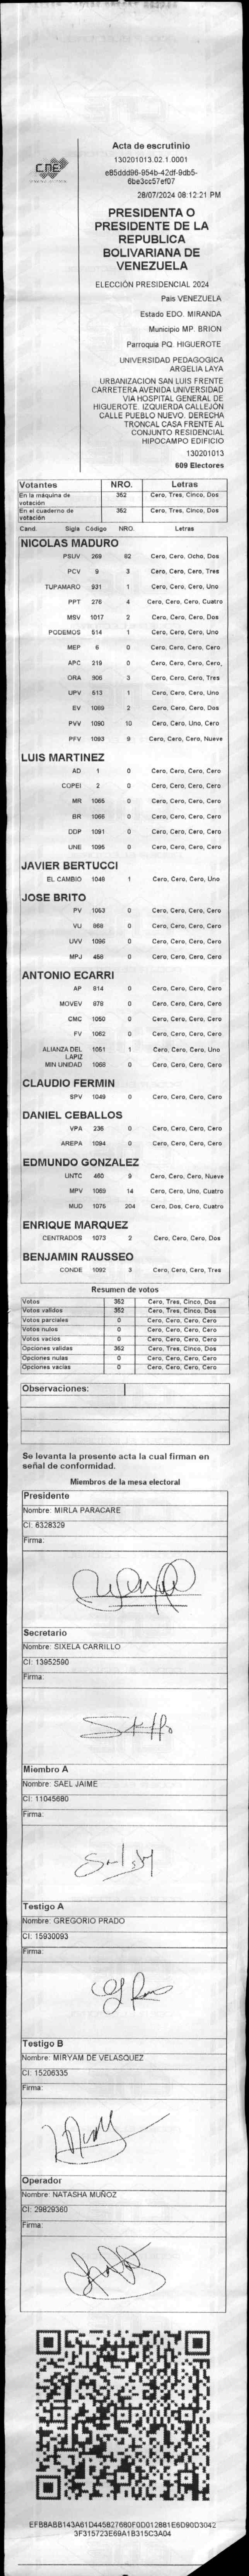 CNE
Acta de escrutinio
130201013.02.1.0001
e85ddd96-954b-42df-9db5-
6be3cc57ef07
28/07/2024 08:12:21 PM
PRESIDENTA O
PRESIDENTE DE LA
REPUBLICA
BOLIVARIANA DE
VENEZUELA
ELECCIÓN PRESIDENCIAL 2024
Pais VENEZUELA
Estado EDO. MIRANDA
Municipio MP. BRION
Parroquia PQ. HIGUEROTE
UNIVERSIDAD PEDAGOGICA
ARGELIA LAYA
URBANIZACION SAN LUIS FRENTE
CARRETERA AVENIDA UNIVERSIDAD
VIA HOSPITAL GENERAL DE
HIGUEROTE. IZQUIERDA CALLEJÓN
CALLE PUEBLO NUEVO. DERECHA
TRONCAL CASA FRENTE AL
CONJUNTO RESIDENCIAL
HIPOCAMPO EDIFICIO
130201013
609 Electores
Votantes NRO. Letras
En la máquina de votación 352 Cero, Tres, Cinco, Dos
En el cuaderno de votación 352 Cero, Tres, Cinco, Dos
Cand. Sigla Código NRO. Letras
NICOLAS MADURO
PSUV 269 82 Cero, Cero, Ocho, Dos
PCV 9 3 Cero, Cero, Cero, Tres
TUPAMARO 931 1 Cero, Cero, Cero, Uno
PPT 276 4 Cero, Cero, Cero, Cuatro
MSV 1017 2 Cero, Cero, Cero, Dos
PODEMOS 514 1 Cero, Cero, Cero, Uno
MEP 6 0 Cero, Cero, Cero, Cero
APC 219 0 Cero, Cero, Cero, Cero,
ORA 306 3 Cero, Cero, Cero, Tres
UPV 613 1 Cero, Cero, Cero, Uno
EV 1089 2 Cero, Cero, Cero, Dos
PVV 1090 10 Cero, Cero, Uno, Cero
PFV 1093 9 Cero, Cero, Cero, Nueve
LUIS MARTINEZ
AD 1 0 Cero, Cero, Cero, Cero
COPEI 2 0 Cero, Cero, Cero, Cero
MR 1065 0 Cero, Cero, Cero, Cero
BR 1066 0 Cero, Cero, Cero, Cero
DDP 1091 0 Cero, Cero, Cero, Cero
UNE 1095 0 Cero, Cero, Cero, Cero
JAVIER BERTUCCI
EL CAMBIO 1048 1 Cero, Cero, Cero, Uno
JOSE BRITO
PV 1053 0 Cero, Cero, Cero, Cero
VU 868 0 Cero, Cero, Cero, Cero
UVV 1096 0 Cero, Cero, Cero, Cero
MPJ 458 0 Cero, Cero, Cero, Cero
ANTONIO ECARRI
AP 814 0 Cero, Cero, Cero, Cero
MOVEV 878 0 Cero, Cero, Cero, Cero
CMC 1050 0 Cero, Cero, Cero, Cero
FV 1062 0 Cero, Cero, Cero, Cero
ALIANZA DEL LAPIZ 1051 1 Cero, Cero, Cero, Uno
MIN UNIDAD 1068 0 Cero, Cero, Cero, Cero
CLAUDIO FERMIN
SPV 1049 0 Cero, Cero, Cero, Cero
DANIEL CEBALLOS
VPA 236 0 Cero, Cero, Cero, Cero
AREPA 1094 0 Cero, Cero, Cero, Cero
EDMUNDO GONZALEZ
UNTC 460 9 Cero, Cero, Cero, Nueve
MPV 1069 14 Cero, Cero, Uno, Cuatro
MUD 1075 204 Cero, Dos, Cero, Cuatro
ENRIQUE MARQUEZ
CENTRADOS 1073 2 Cero, Cero, Cero, Dos
BENJAMIN RAUSSEO
CONDE 1092 3 Cero, Cero, Cero, Tres
Resumen de votos
Votos 352 Cero, Tres, Cinco, Dos
Votos validos 352 Cero, Tres, Cinco, Dos
Votos parciales 0 Cero, Cero, Cero, Cero
Votos nulos 0 Cero, Cero, Cero, Cero
Votos vacios 0 Cero, Cero, Cero, Cero
Opciones validas 352 Cero, Tres, Cinco, Dos
Opciones nulas 0 Cero, Cero, Cero, Cero
Opciones vacias 0 Cero, Cero, Cero, Cero
Observaciones:
Se levanta la presente acta la cual firman en
señal de conformidad.
Miembros de la mesa electoral
Presidente
Nombre: MIRLA PARACARE
CI: 6328329
Firma:
Secretario
Nombre: SIXELA CARRILLO
CI: 13952590
Firma:
Miembro A
Nombre: SAEL JAIME
CI: 11045680
Firma:
Testigo A
Nombre: GREGORIO PRADO
CI: 15930093
Firma:
Testigo B
Nombre: MIRYAM DE VELASQUEZ
CI: 15206335
Firma:
Operador
Nombre: NATASHA MUÑOZ
CI: 29829360
Firma:
EFB8ABB143A61D445827680F0D012881E6D90D3042
3F315723E69A1B315C3A04